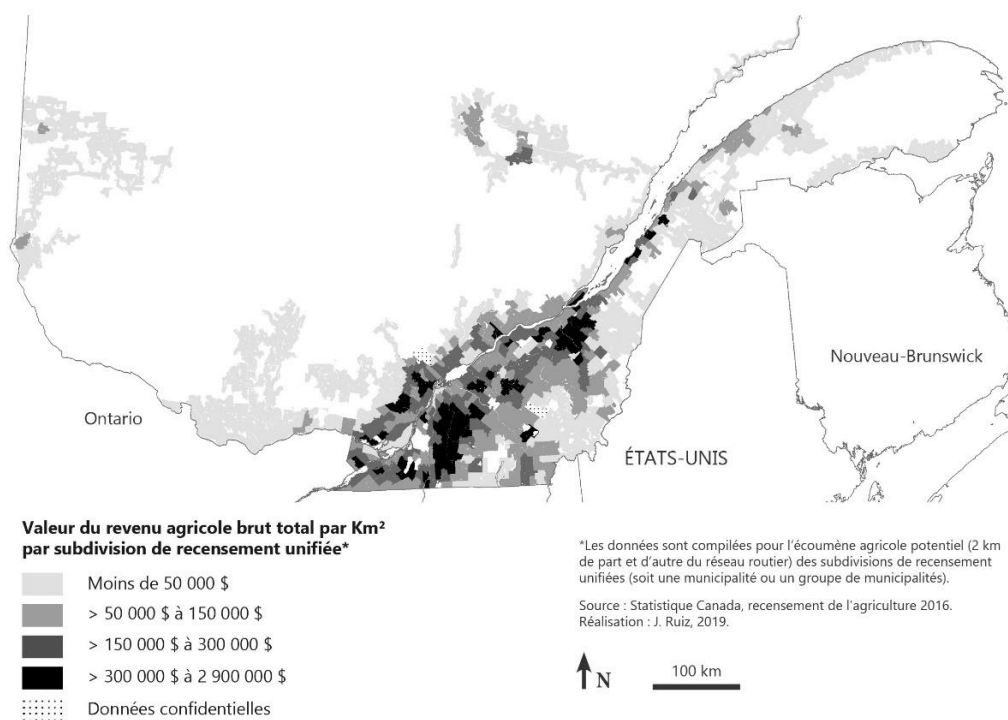 Ontario
Nouveau-Brunswick
ÉTATS-UNIS
Valeur du revenu agricole brut total par Km²
par subdivision de recensement unifiée*
Moins de 50 000 $
> 50 000 $ à 150 000 $
> 150 000 $ à 300 000 $
> 300 000 $ à 2 900 000 $
Données confidentielles
*Les données sont compilées pour l'écoumène agricole potentiel (2 km
de part et d'autre du réseau routier) des subdivisions de recensement
unifiées (soit une municipalité ou un groupe de municipalités).
Source : Statistique Canada, recensement de l'agriculture 2016.
Réalisation : J. Ruiz, 2019.
N
100 km